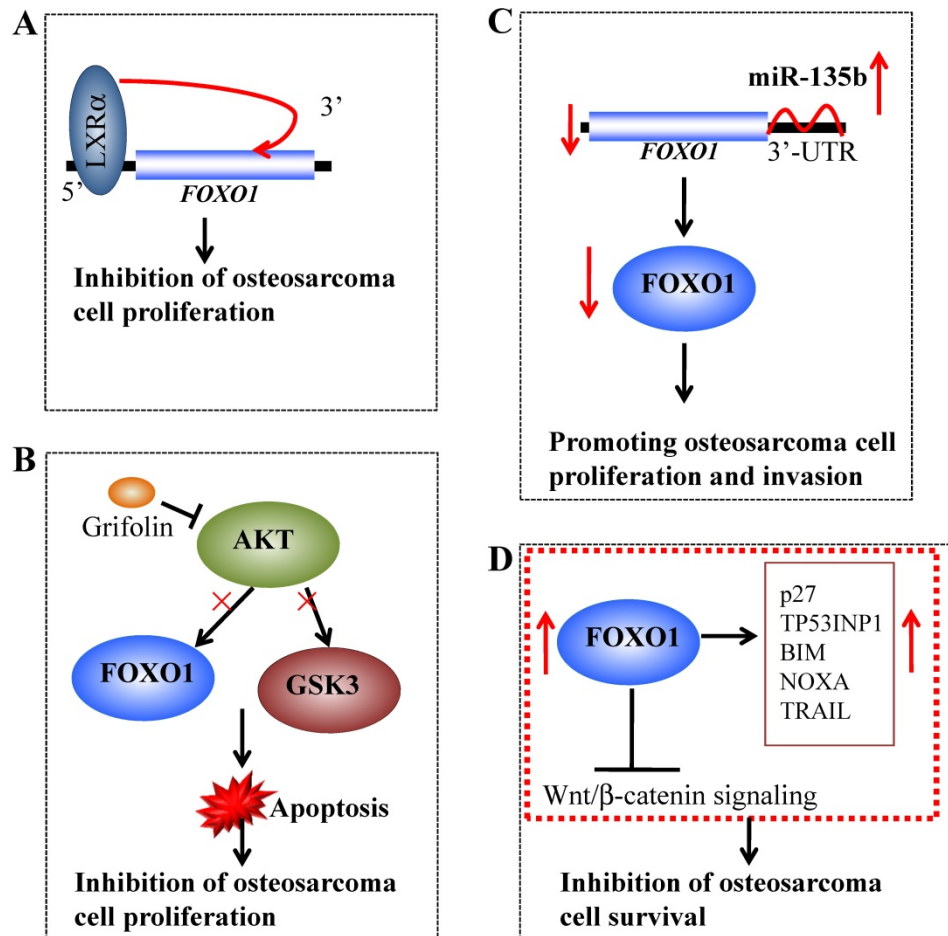 A
LXRα
3’
5’
FOXO1
Inhibition of osteosarcoma
cell proliferation
B
Grifolin
AKT
FOXO1
GSK3
Apoptosis
Inhibition of osteosarcoma
cell proliferation
C
miR-135b
FOXO1
3’-UTR
FOXO1
Promoting osteosarcoma cell
proliferation and invasion
D
FOXO1
p27
TP53INP1
BIM
NOXA
TRAIL
Wnt/β-catenin signaling
Inhibition of osteosarcoma
cell survival